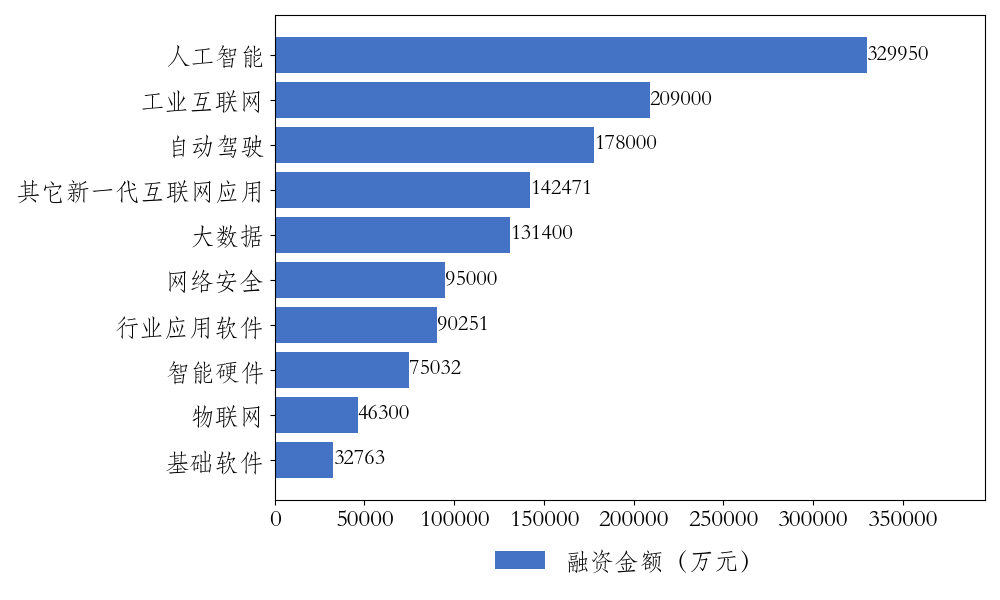 人工智能 329950
工业互联网 209000
自动驾驶 178000
其它新一代互联网应用 142471
大数据 131400
网络安全 95000
行业应用软件 90251
智能硬件 75032
物联网 46300
基础软件 32763
0 50000 100000 150000 200000 250000 300000 350000
融资金额（万元）